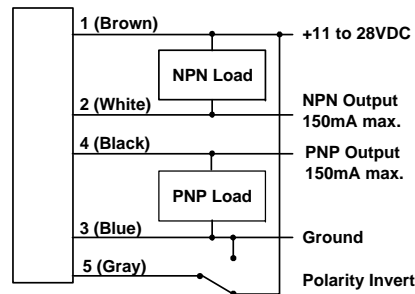 1 (Brown)
+11 to 28VDC
NPN Load
2 (White)
NPN Output
150mA max.
4 (Black)
PNP Output
150mA max.
PNP Load
3 (Blue)
Ground
5 (Gray)
Polarity Invert